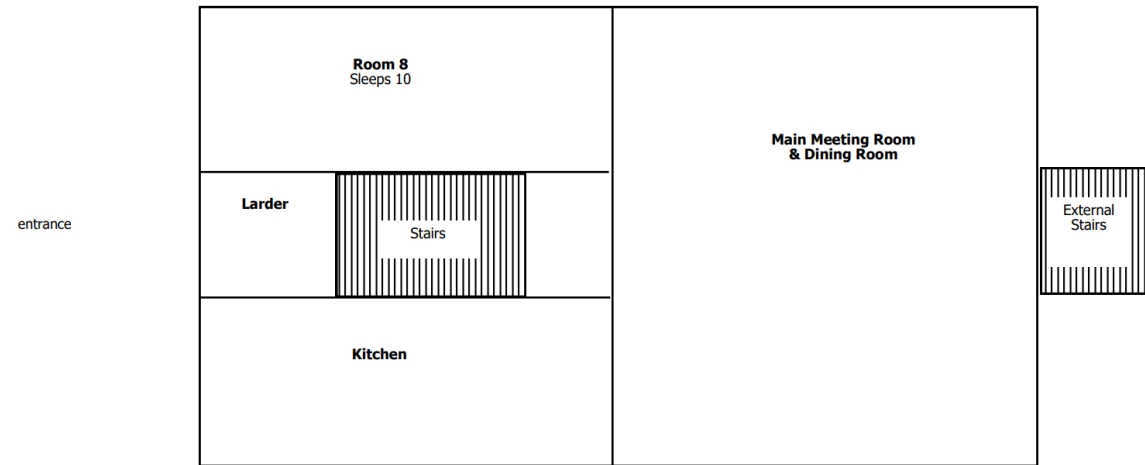 Room 8
Sleeps 10
Main Meeting Room
& Dining Room
Larder
entrance
Stairs
External
Stairs
Kitchen